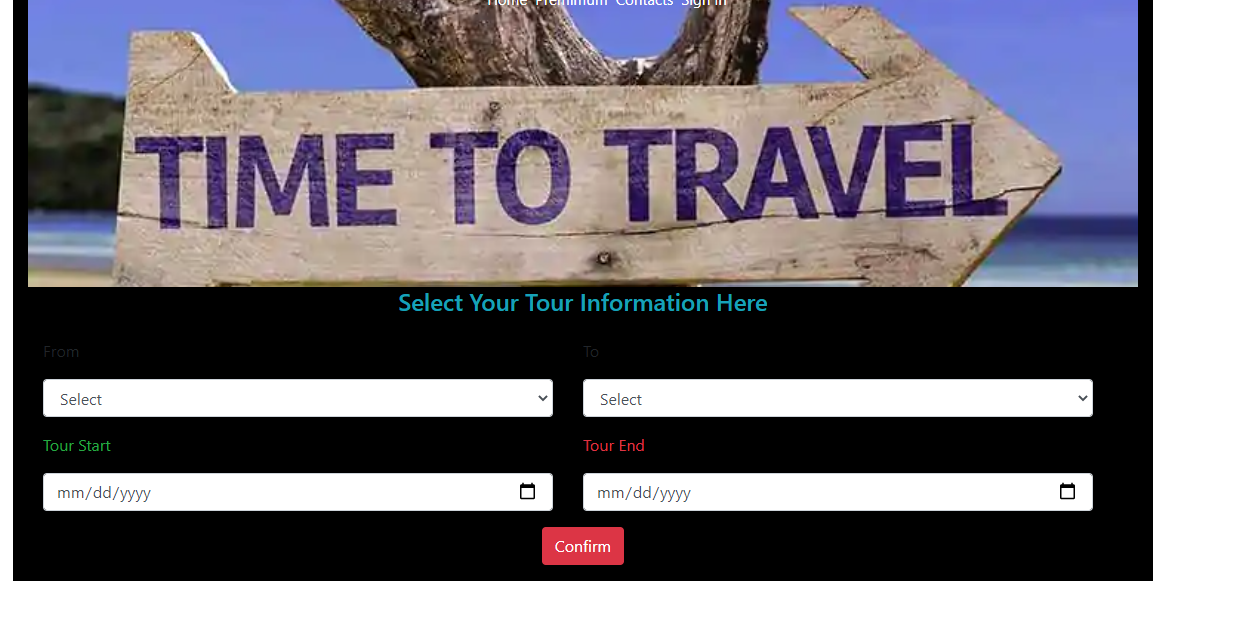 Home Premimum Contacts Sign In
TIME TO TRAVEL
Select Your Tour Information Here
From To
Select Select
Tour Start Tour End
mm/dd/yyyy mm/dd/yyyy
Confirm